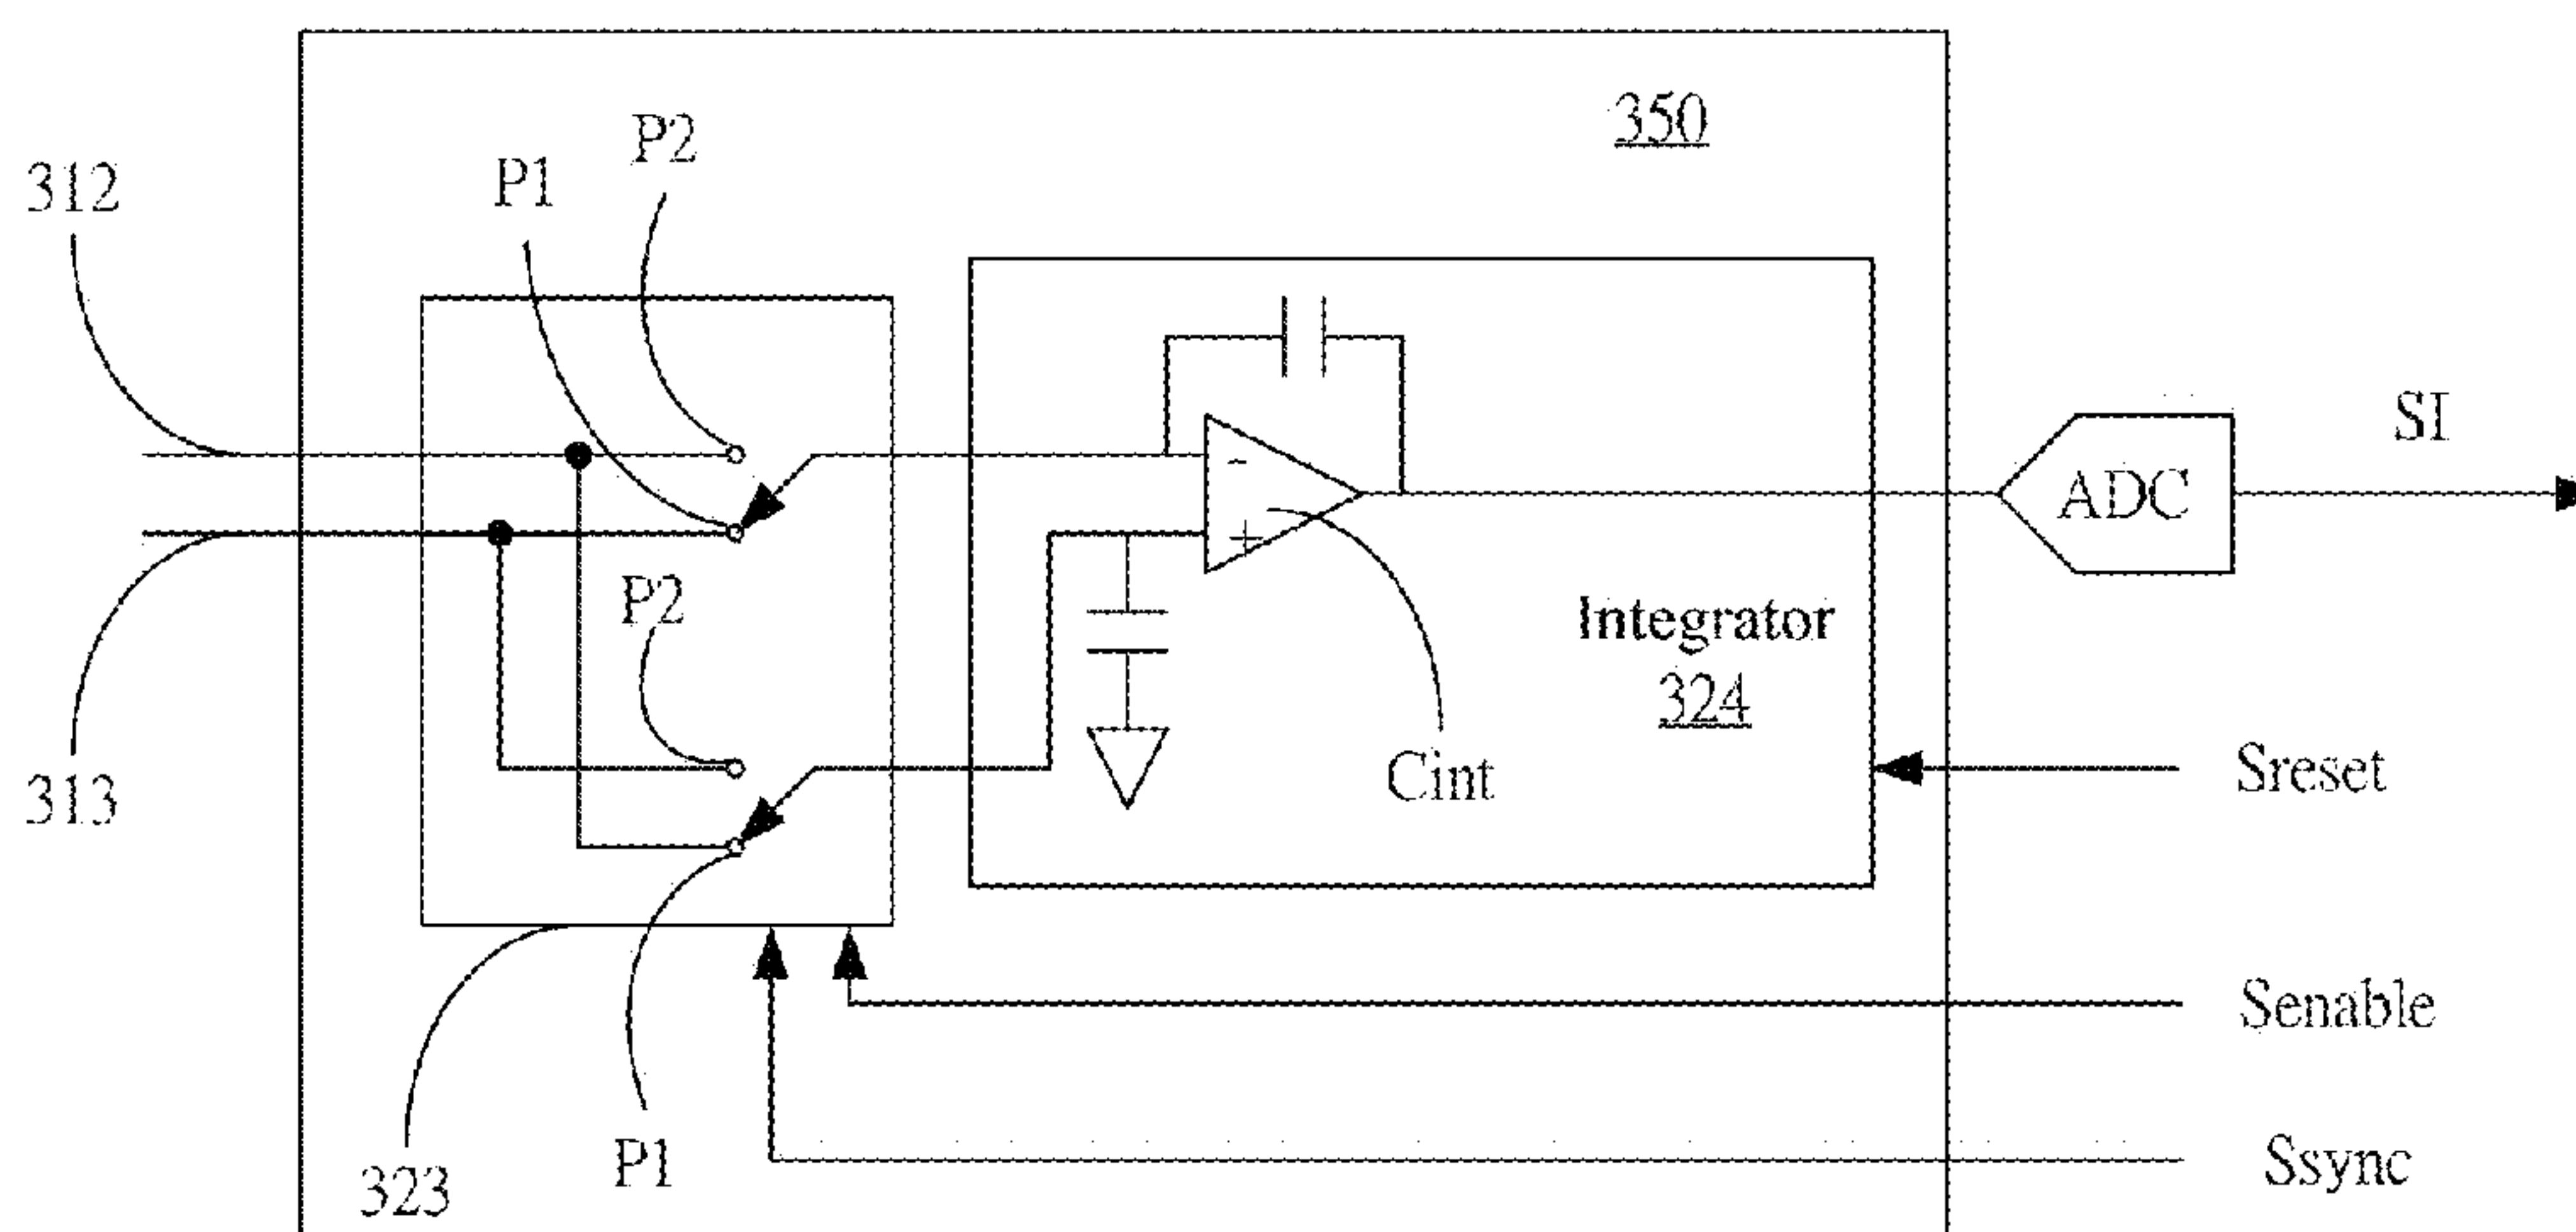 350
P2
P1
312
SI
-
ADC
+
P2
Integrator
324
Cint
Sreset
313
Senable
P1
Ssync
323